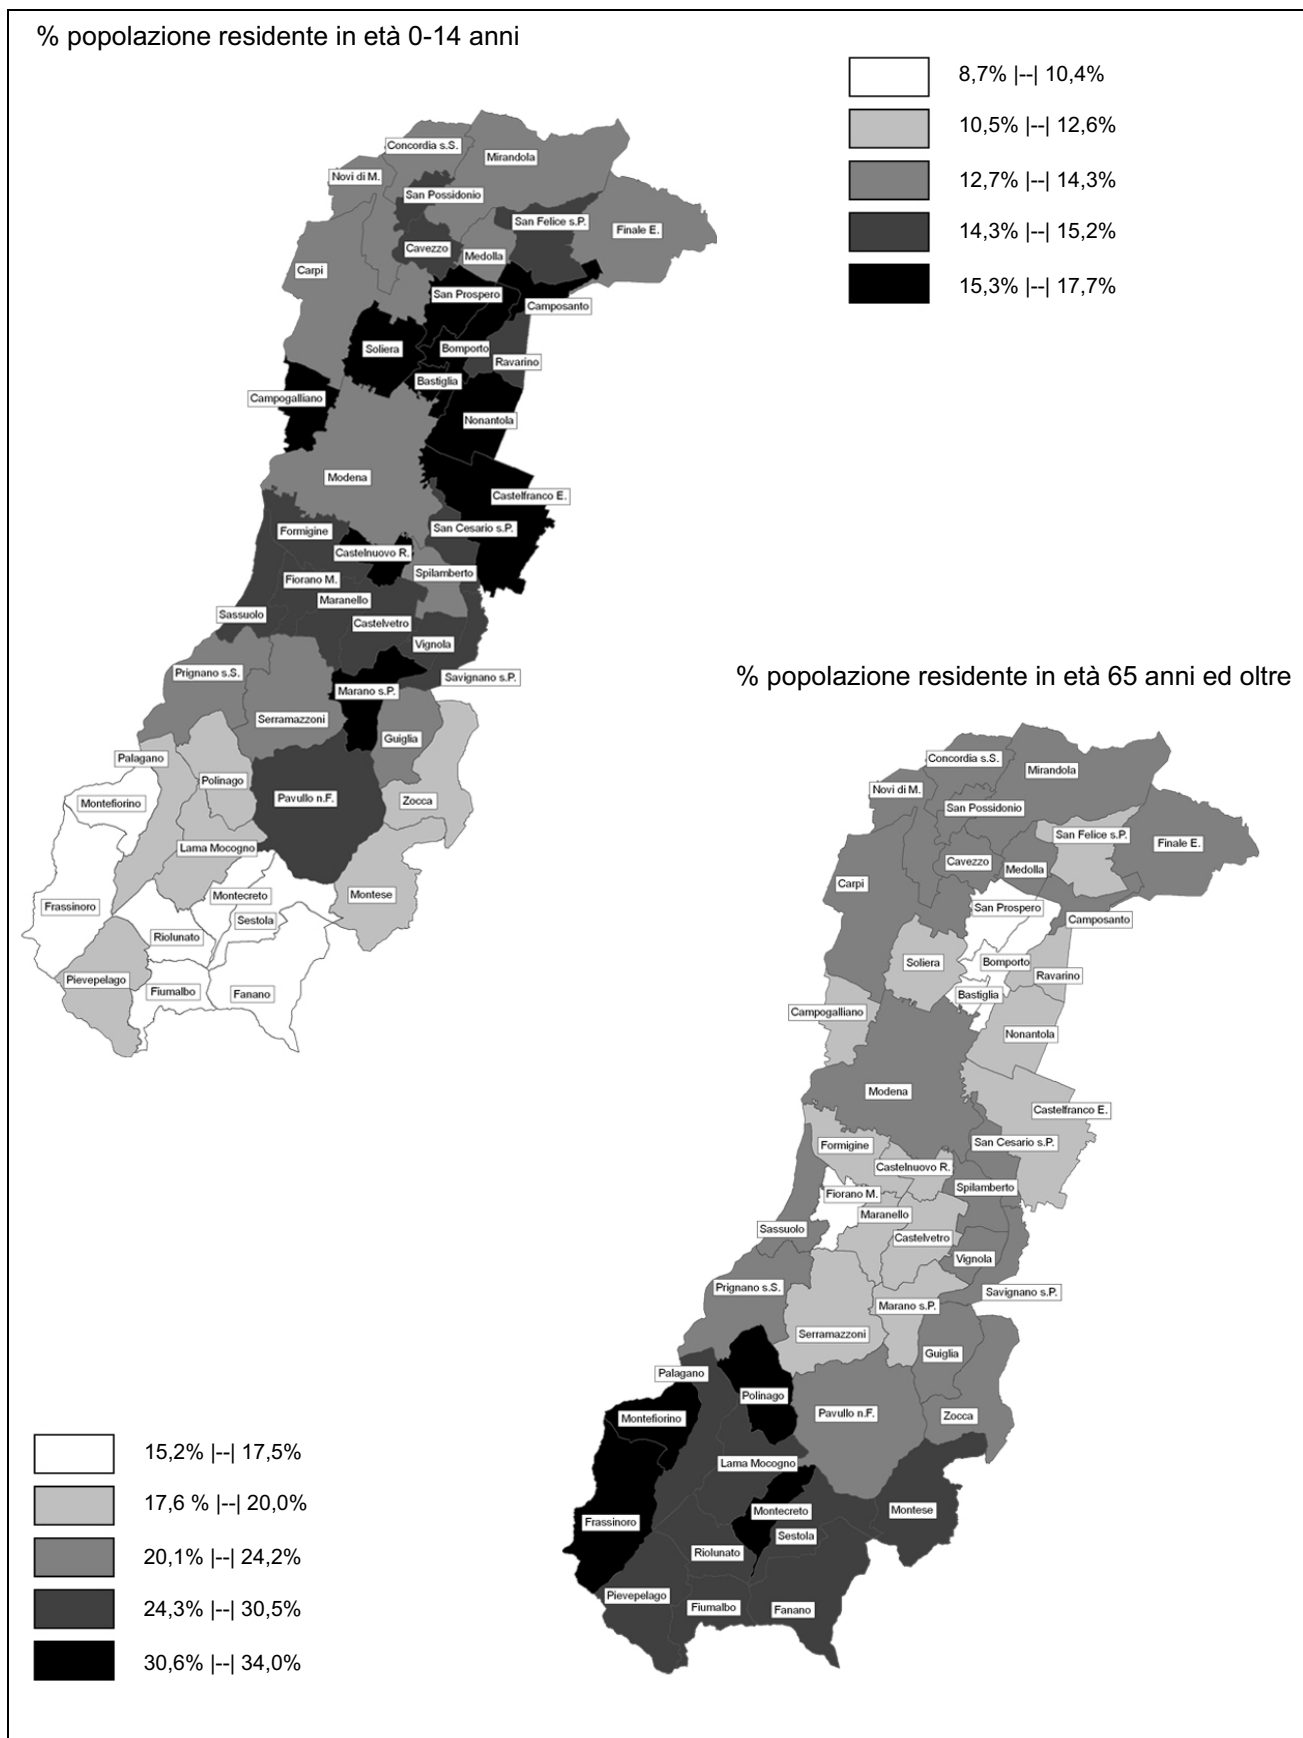 % popolazione residente in età 0-14 anni
8,7% |--| 10,4%
10,5% |--| 12,6%
12,7% |--| 14,3%
14,3% |--| 15,2%
15,3% |--| 17,7%
Concordia s.S.
Mirandola
Novi di M.
San Possidonio
San Felice s.P.
Finale E.
Cavezzo
Medolla
Carpi
San Prospero
Camposanto
Soliera
Bomporto
Ravarino
Bastiglia
Campogalliano
Nonantola
Modena
Castelfranco E.
San Cesario s.P.
Formigine
Castelnuovo R.
Spilamberto
Fiorano M.
Maranello
Sassuolo
Castelvetro
Vignola
Prignano s.S.
Savignano s.P.
Marano s.P.
Serramazzoni
Guiglia
Palagano
Polinago
Montefiorino
Pavullo n.F.
Zocca
Lama Mocogno
Montecreto
Montese
Frassinoro
Sestola
Riolunato
Pievepelago
Fiumalbo
Fanano
% popolazione residente in età 65 anni ed oltre
Concordia s.S.
Mirandola
Novi di M.
San Possidonio
San Felice s.P.
Finale E.
Cavezzo
Medolla
Carpi
San Prospero
Camposanto
Soliera
Bomporto
Ravarino
Bastiglia
Campogalliano
Nonantola
Modena
Castelfranco E.
San Cesario s.P.
Formigine
Castelnuovo R.
Spilamberto
Fiorano M.
Maranello
Sassuolo
Castelvetro
Vignola
Prignano s.S.
Savignano s.P.
Marano s.P.
Serramazzoni
Guiglia
Palagano
Polinago
Montefiorino
Pavullo n.F.
Zocca
Lama Mocogno
Montecreto
Montese
Frassinoro
Sestola
Riolunato
Pievepelago
Fiumalbo
Fanano
15,2% |--| 17,5%
17,6 % |--| 20,0%
20,1% |--| 24,2%
24,3% |--| 30,5%
30,6% |--| 34,0%